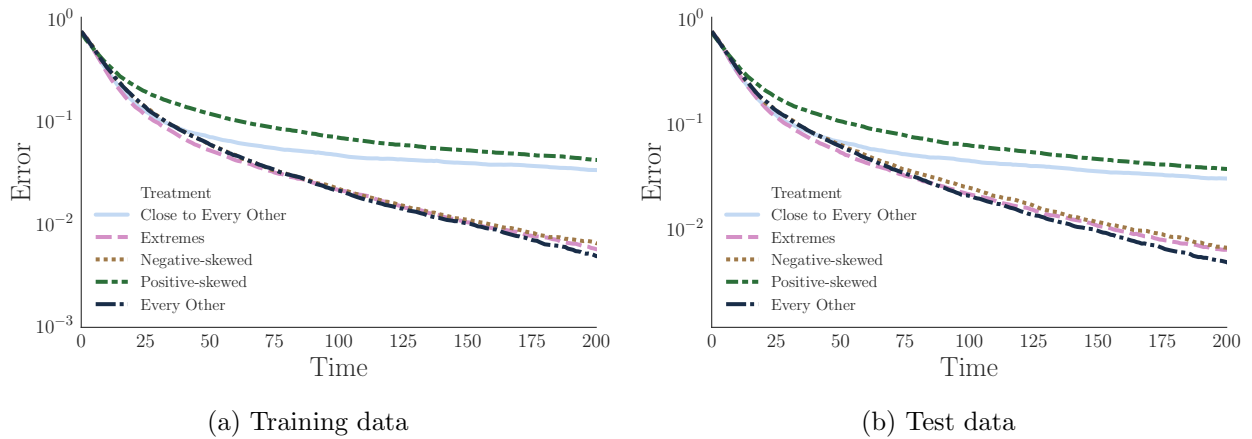 10^0
10^-1
10^-2
10^-3
Error
Treatment
Close to Every Other
Extremes
Negative-skewed
Positive-skewed
Every Other
0 25 50 75 100 125 150 175 200
Time
(a) Training data
10^0
10^-1
10^-2
Error
Treatment
Close to Every Other
Extremes
Negative-skewed
Positive-skewed
Every Other
0 25 50 75 100 125 150 175 200
Time
(b) Test data